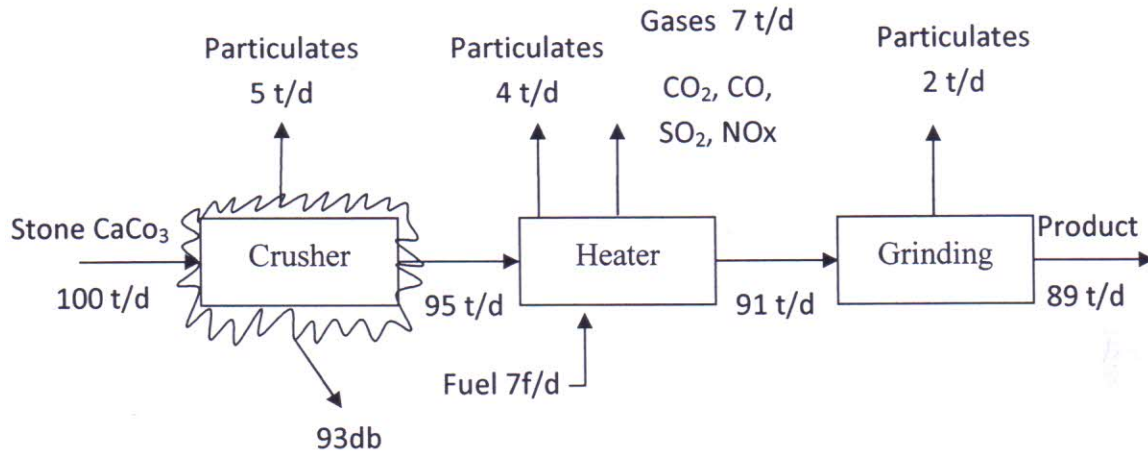 Particulates
5 t/d
Particulates
4 t/d
Gases 7 t/d
CO₂, CO,
SO₂, NOx
Particulates
2 t/d
Stone CaCo₃
100 t/d
Crusher
95 t/d
Heater
91 t/d
Grinding
Product
89 t/d
Fuel 7f/d
93db